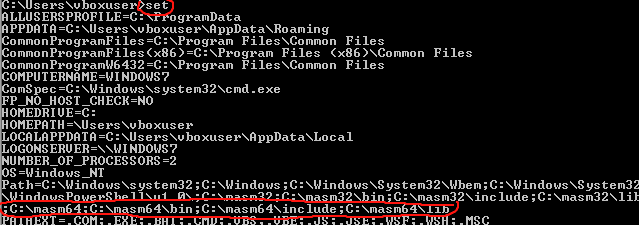 C:\Users\vboxuser>set
ALLUSERSPROFILE=C:\ProgramData
APPDATA=C:\Users\vboxuser\AppData\Roaming
CommonProgramFiles=C:\Program Files\Common Files
CommonProgramFiles(x86)=C:\Program Files (x86)\Common Files
CommonProgramW6432=C:\Program Files\Common Files
COMPUTERNAME=WINDOWS7
ComSpec=C:\Windows\system32\cmd.exe
FP_NO_HOST_CHECK=NO
HOMEDRIVE=C:
HOMEPATH=\Users\vboxuser
LOCALAPPDATA=C:\Users\vboxuser\AppData\Local
LOGONSERVER=\\WINDOWS7
NUMBER_OF_PROCESSORS=2
OS=Windows_NT
Path=C:\Windows\system32;C:\Windows;C:\Windows\System32\Wbem;C:\Windows\System32
\WindowsPowerShell\v1.0\;C:\masm32;C:\masm32\bin;C:\masm32\include;C:\masm32\lib
;C:\masm64;C:\masm64\bin;C:\masm64\include;C:\masm64\lib
PATHEXT=.COM;.EXE;.BAT;.CMD;.VBS;.VBE;.JS;.JSE;.WSF;.WSH;.MSC